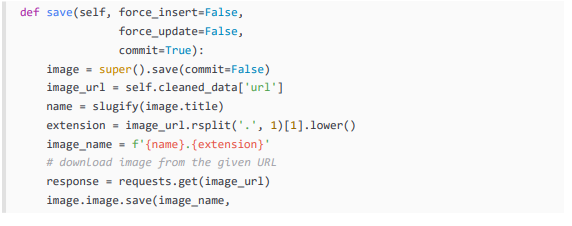 def save(self, force_insert=False,
force_update=False,
commit=True):
image = super().save(commit=False)
image_url = self.cleaned_data['url']
name = slugify(image.title)
extension = image_url.rsplit('.', 1)[1].lower()
image_name = f'{name}.{extension}'
# download image from the given URL
response = requests.get(image_url)
image.image.save(image_name,